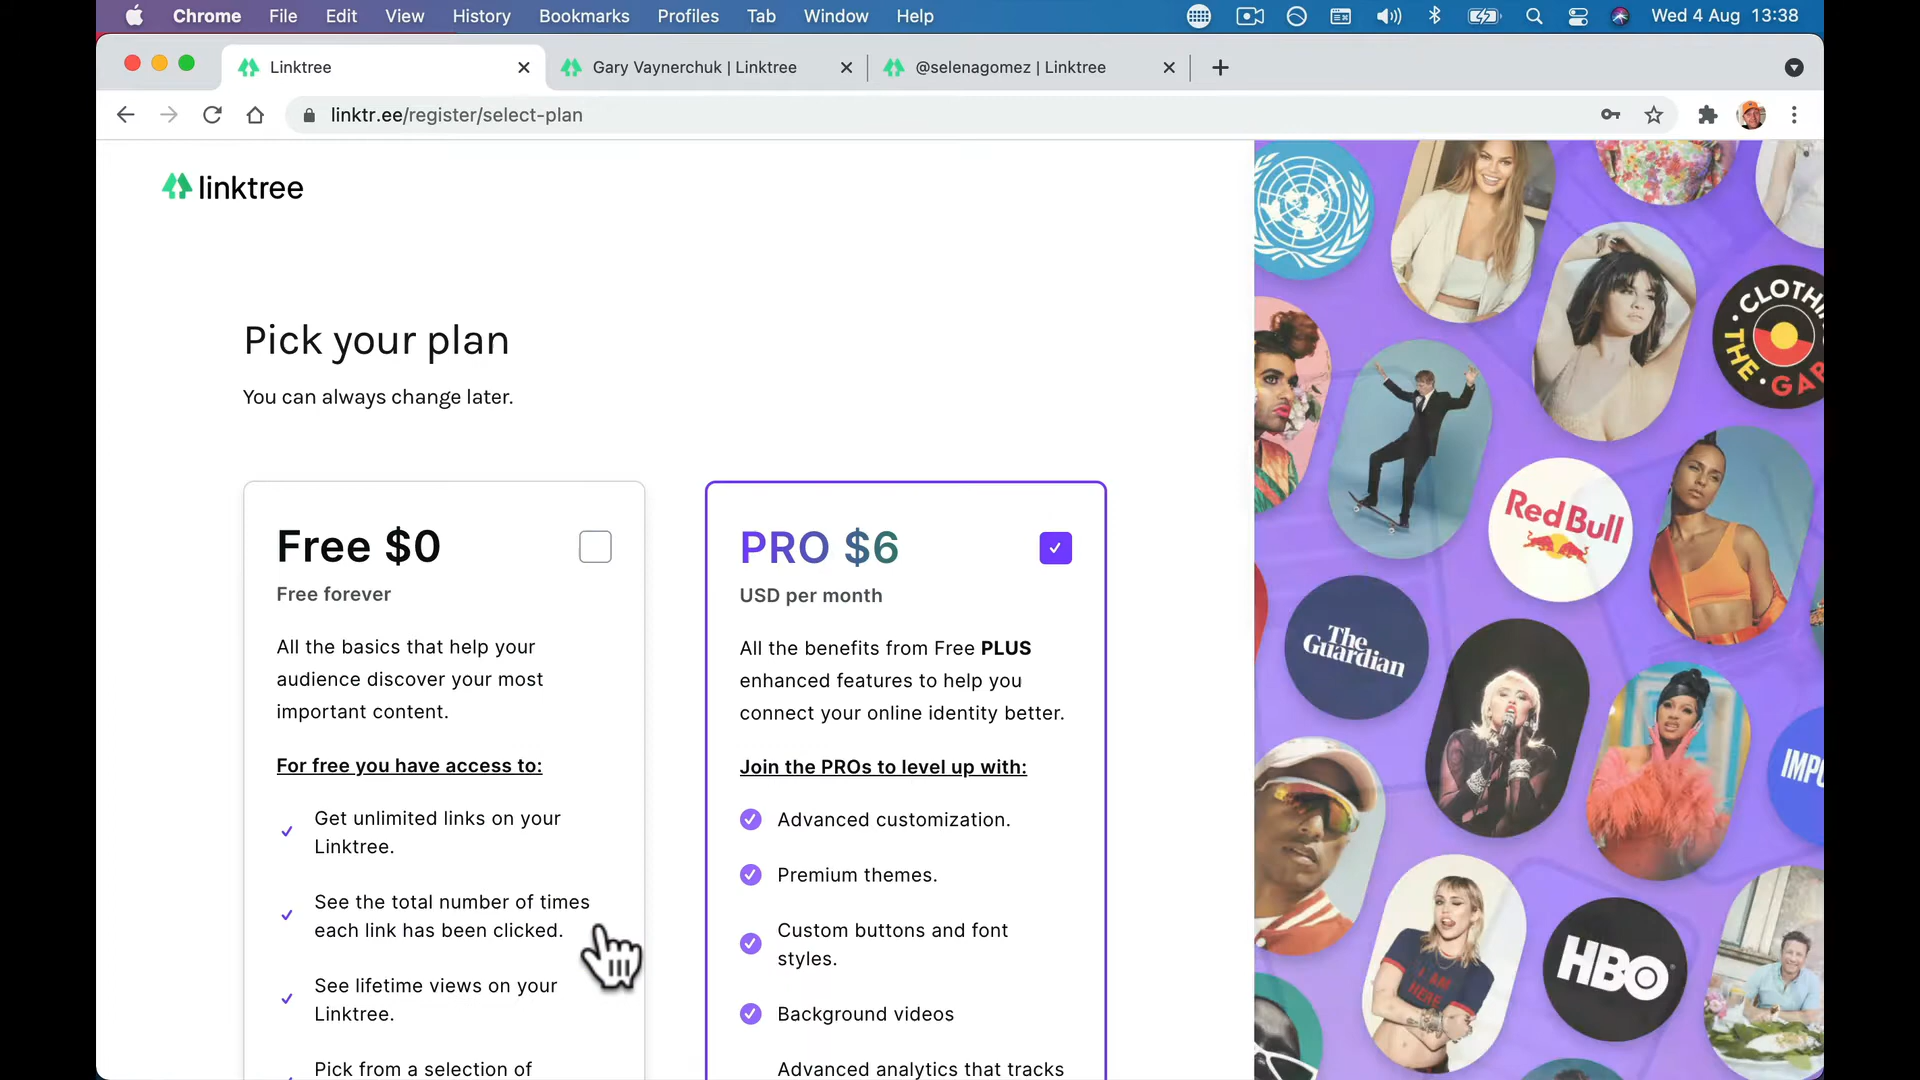 Chrome File Edit View History Bookmarks Profiles Tab Window Help Wed 4 Aug 13:38
Linktree Gary Vaynerchuk | Linktree @selenagomez | Linktree
linktr.ee/register/select-plan
linktree
Pick your plan
You can always change later.
Free $0
Free forever
All the basics that help your
audience discover your most
important content.
For free you have access to:
Get unlimited links on your
Linktree.
See the total number of times
each link has been clicked.
See lifetime views on your
Linktree.
Pick from a selection of
PRO $6
USD per month
All the benefits from Free PLUS
enhanced features to help you
connect your online identity better.
Join the PROs to level up with:
Advanced customization.
Premium themes.
Custom buttons and font
styles.
Background videos
Advanced analytics that tracks
CLOTHI
THE GAP
Red Bull
The
Guardian
IMPO
I AM
HERE
HBO